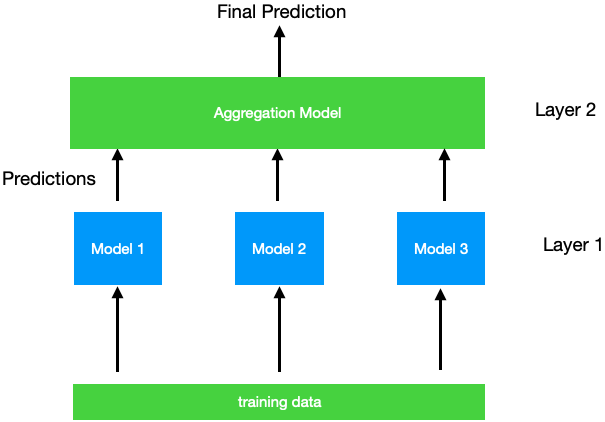 Final Prediction
Aggregation Model
Layer 2
Predictions
Model 1
Model 2
Model 3
Layer 1
training data